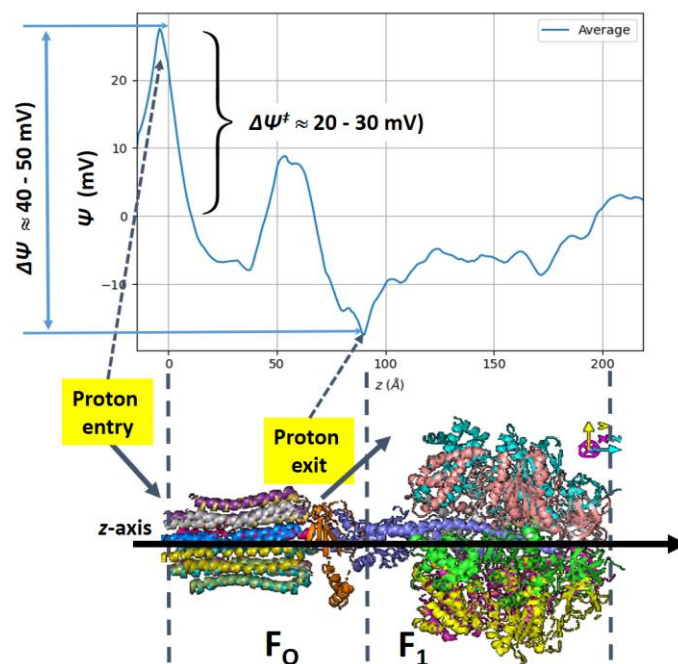 Average
20
10
0
−10
Ψ (mV)
ΔΨ ≈ 40 - 50 mV)
ΔΨ‡ ≈ 20 - 30 mV)
0
50
90
100
150
200
z (Å)
Proton
entry
Proton
exit
z-axis
FO
F1